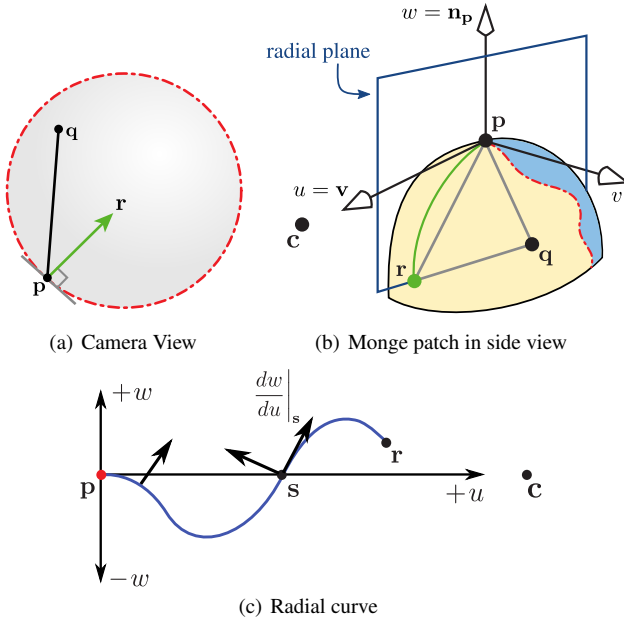 q
r
p
(a) Camera View
w = n_p
radial plane
p
u = v
v
c
r
q
(b) Monge patch in side view
+w
dw/du|_s
r
p
s
+u
c
−w
(c) Radial curve